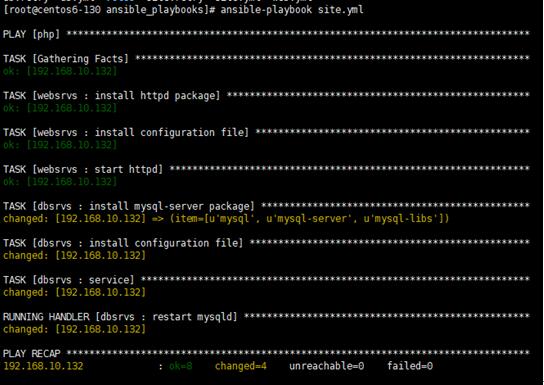 [root@centos6-130 ansible_playbooks]# ansible-playbook site.yml
PLAY [php] *********************************************************************************
TASK [Gathering Facts] *********************************************************************
ok: [192.168.10.132]
TASK [websrvs : install httpd package] *****************************************************
ok: [192.168.10.132]
TASK [websrvs : install configuration file] ************************************************
ok: [192.168.10.132]
TASK [websrvs : start httpd] ***************************************************************
ok: [192.168.10.132]
TASK [dbsrvs : install mysql-server package] ***********************************************
changed: [192.168.10.132] => (item=[u'mysql', u'mysql-server', u'mysql-libs'])
TASK [dbsrvs : install configuration file] *************************************************
changed: [192.168.10.132]
TASK [dbsrvs : service] ********************************************************************
changed: [192.168.10.132]
RUNNING HANDLER [dbsrvs : restart mysqld] **************************************************
changed: [192.168.10.132]
PLAY RECAP *********************************************************************************
192.168.10.132 : ok=8 changed=4 unreachable=0 failed=0